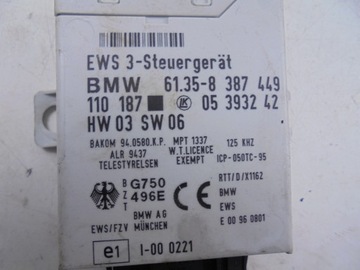 EWS 3-Steuergerät
BMW 61.35-8 387 449
110 187 LK 05 3932 42
HW 03 SW 06
BAKOM 94.0580.K.P. MPT 1337 125 KHZ
ALR 9437 W.T.LICENCE
TELESTYRELSEN EXEMPT ICP-050TC-95
BZT G750 496E RTT/D/X1162
BMW
BMW AG EWS
EWS/FZV MÜNCHEN E 00 96 0801
e1 I-00 0221